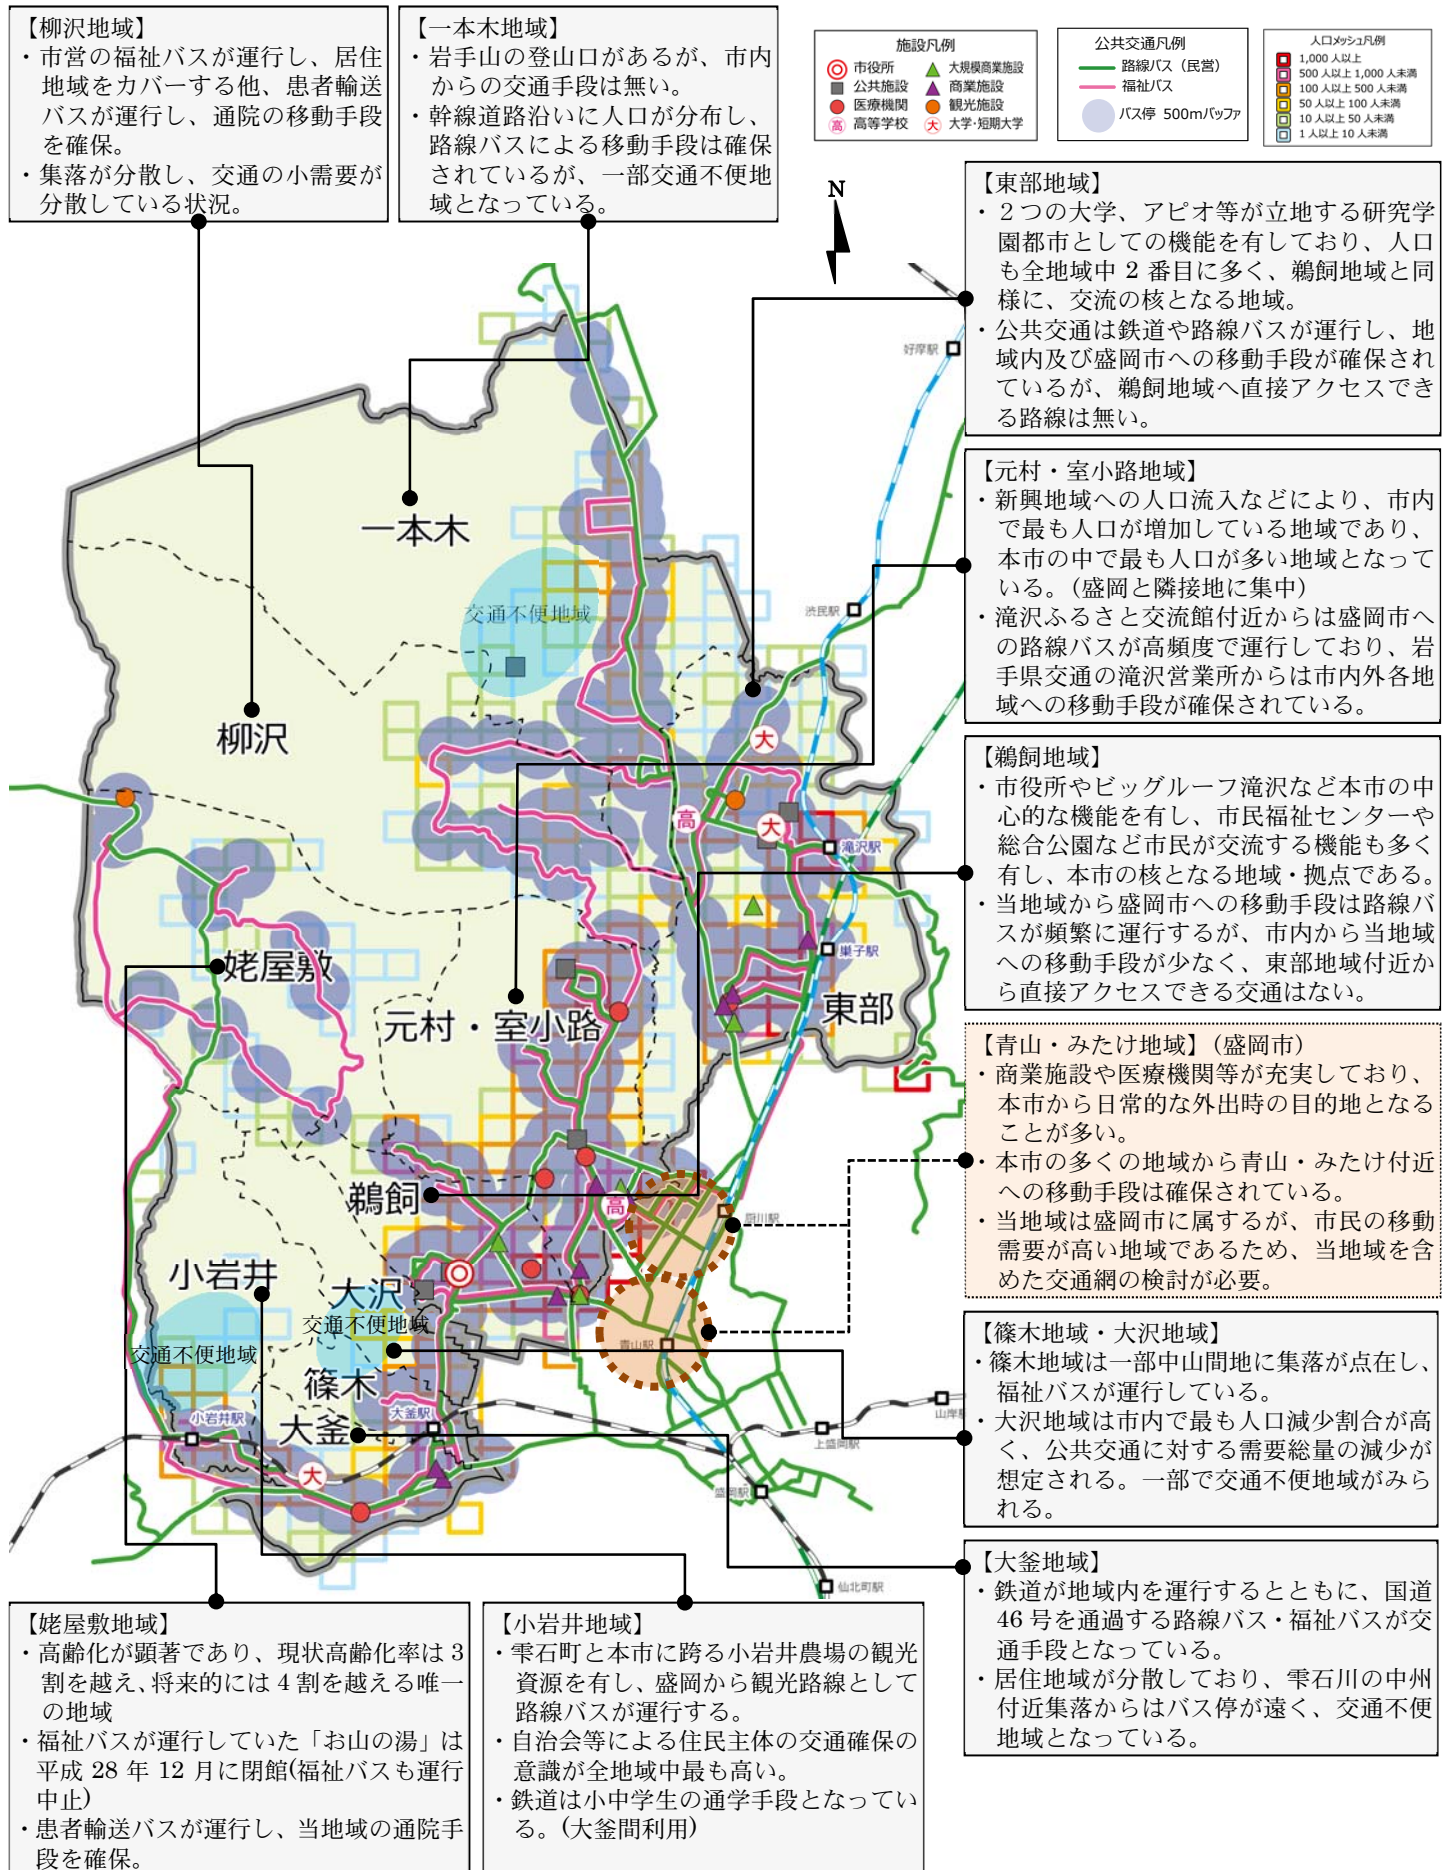 【柳沢地域】
・市営の福祉バスが運行し、居住
地域をカバーする他、患者輸送
バスが運行し、通院の移動手段
を確保。
・集落が分散し、交通の小需要が
分散している状況。
【一本木地域】
・岩手山の登山口があるが、市内
からの交通手段は無い。
・幹線道路沿いに人口が分布し、
路線バスによる移動手段は確保
されているが、一部交通不便地
域となっている。
施設凡例
市役所
大規模商業施設
公共施設
商業施設
医療機関
観光施設
高 高等学校
大 大学・短期大学
公共交通凡例
路線バス（民営）
福祉バス
バス停 500mバッファ
人口メッシュ凡例
1,000 人以上
500 人以上 1,000 人未満
100 人以上 500 人未満
50 人以上 100 人未満
10 人以上 50 人未満
1 人以上 10 人未満
N
【東部地域】
・２つの大学、アピオ等が立地する研究学
園都市としての機能を有しており、人口
も全地域中 2 番目に多く、鵜飼地域と同
様に、交流の核となる地域。
・公共交通は鉄道や路線バスが運行し、地
域内及び盛岡市への移動手段が確保され
ているが、鵜飼地域へ直接アクセスでき
る路線は無い。
【元村・室小路地域】
・新興地域への人口流入などにより、市内
で最も人口が増加している地域であり、
本市の中で最も人口が多い地域となって
いる。(盛岡と隣接地に集中)
・滝沢ふるさと交流館付近からは盛岡市へ
の路線バスが高頻度で運行しており、岩
手県交通の滝沢営業所からは市内外各地
域への移動手段が確保されている。
【鵜飼地域】
・市役所やビッグルーフ滝沢など本市の中
心的な機能を有し、市民福祉センターや
総合公園など市民が交流する機能も多く
有し、本市の核となる地域・拠点である。
・当地域から盛岡市への移動手段は路線バ
スが頻繁に運行するが、市内から当地域
への移動手段が少なく、東部地域付近か
ら直接アクセスできる交通はない。
【青山・みたけ地域】(盛岡市)
・商業施設や医療機関等が充実しており、
本市から日常的な外出時の目的地となる
ことが多い。
・本市の多くの地域から青山・みたけ付近
への移動手段は確保されている。
・当地域は盛岡市に属するが、市民の移動
需要が高い地域であるため、当地域を含
めた交通網の検討が必要。
【篠木地域・大沢地域】
・篠木地域は一部中山間地に集落が点在し、
福祉バスが運行している。
・大沢地域は市内で最も人口減少割合が高
く、公共交通に対する需要総量の減少が
想定される。一部で交通不便地域がみら
れる。
【大釜地域】
・鉄道が地域内を運行するとともに、国道
46 号を通過する路線バス・福祉バスが交
通手段となっている。
・居住地域が分散しており、雫石川の中州
付近集落からはバス停が遠く、交通不便
地域となっている。
好摩駅
一本木
交通不便地域
渋民駅
柳沢
大
高
大
滝沢駅
姥屋敷
巣子駅
元村・室小路
東部
鵜飼
高
厨川駅
小岩井
大沢
交通不便地域
交通不便地域
青山駅
篠木
小岩井駅
大釜
大釜駅
山岸駅
上盛岡駅
大
盛岡駅
仙北町駅
【姥屋敷地域】
・高齢化が顕著であり、現状高齢化率は 3
割を越え、将来的には 4 割を越える唯一
の地域
・福祉バスが運行していた「お山の湯」は
平成 28 年 12 月に閉館(福祉バスも運行
中止)
・患者輸送バスが運行し、当地域の通院手
段を確保。
【小岩井地域】
・雫石町と本市に跨る小岩井農場の観光
資源を有し、盛岡から観光路線として
路線バスが運行する。
・自治会等による住民主体の交通確保の
意識が全地域中最も高い。
・鉄道は小中学生の通学手段となってい
る。(大釜間利用)